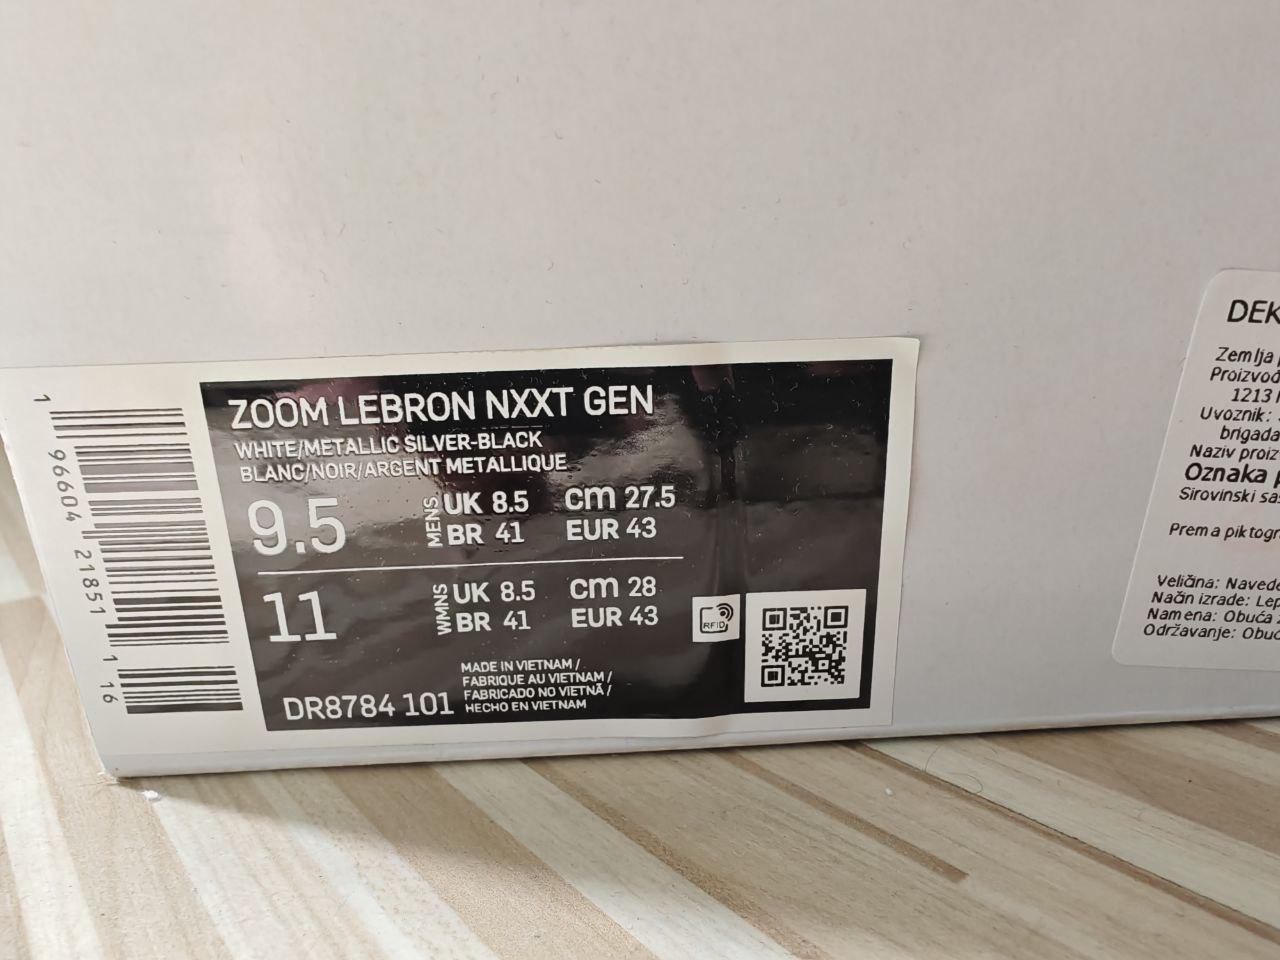 ZOOM LEBRON NXXT GEN
WHITE/METALLIC SILVER-BLACK
BLANC/NOIR/ARGENT METALLIQUE
9.5
MENS
UK 8.5 cm 27.5
BR 41 EUR 43
11
WMNS
UK 8.5 cm 28
BR 41 EUR 43
RFID
MADE IN VIETNAM /
FABRIQUE AU VIETNAM /
FABRICADO NO VIETNÃ /
HECHO EN VIETNAM
DR8784 101
1 96604 21851 1 16
DEK
Zemlja
Proizvod
1213
Uvoznik:
brigada
Naziv proiz
Oznaka
Sirovinski sa
Prema piktogr
Veličina: Navede
Način izrade: Lep
Namena: Obuća
Održavanje: Obuć